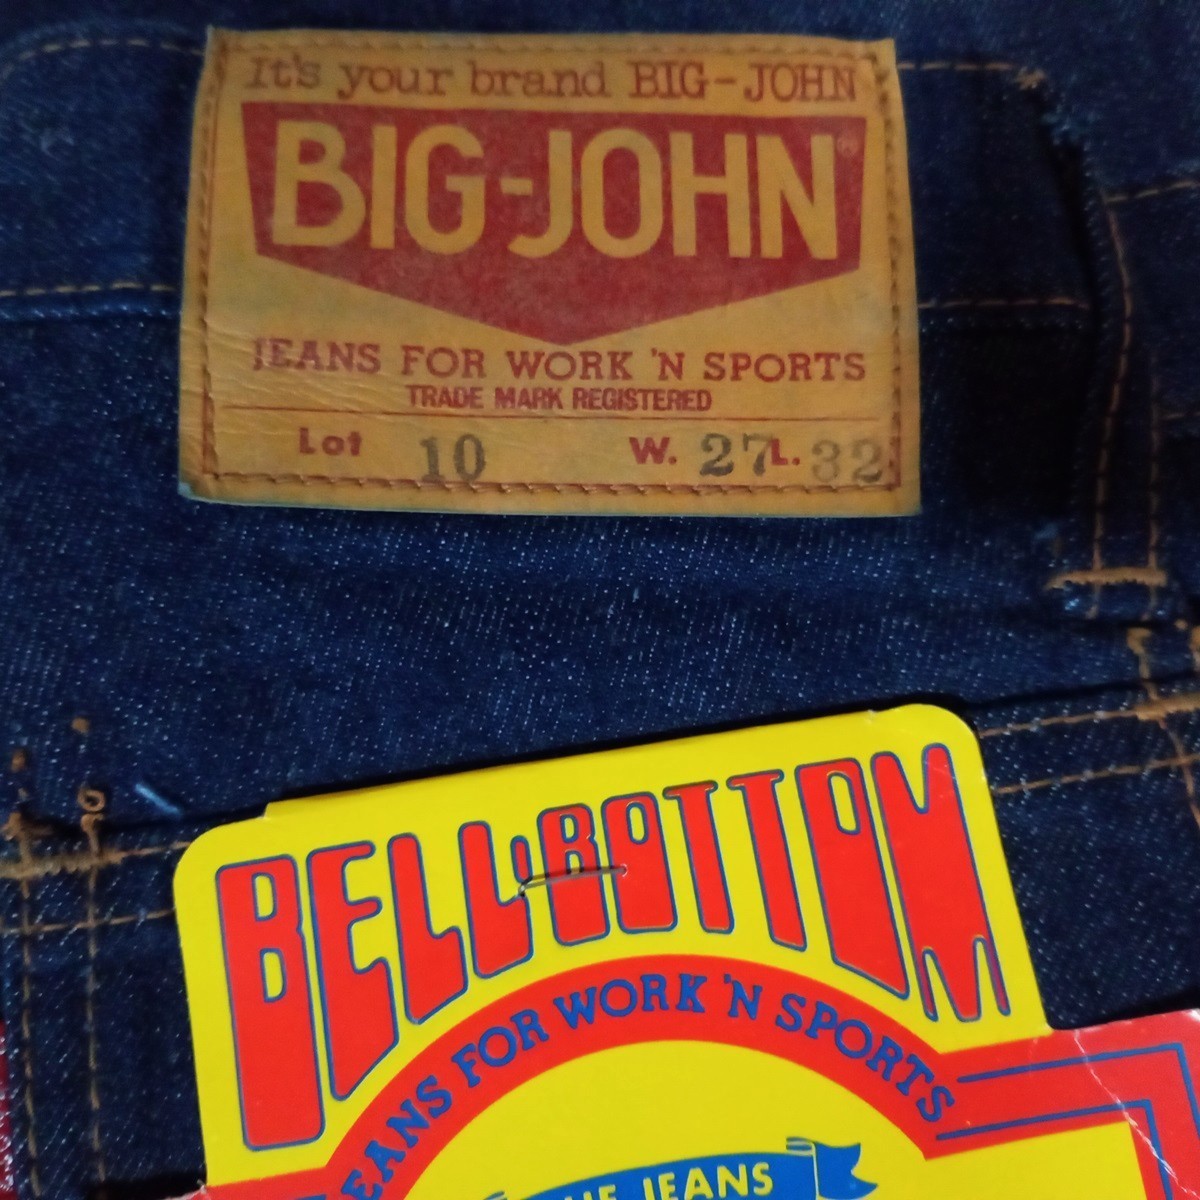 It's your brand BIG-JOHN
BIG-JOHN®
JEANS FOR WORK 'N SPORTS
TRADE MARK REGISTERED
Lot 10 W. 27 L. 32
BELL·BOTTOM
JEANS FOR WORK 'N SPORTS
JEANS